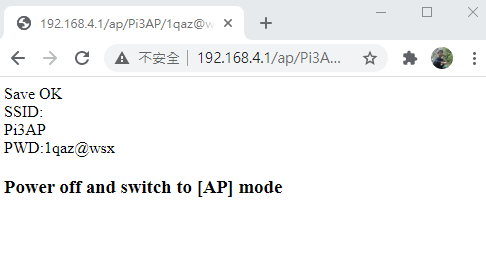 192.168.4.1/ap/Pi3AP/1qaz@w
不安全
192.168.4.1/ap/Pi3A...
Save OK
SSID:
Pi3AP
PWD:1qaz@wsx
Power off and switch to [AP] mode